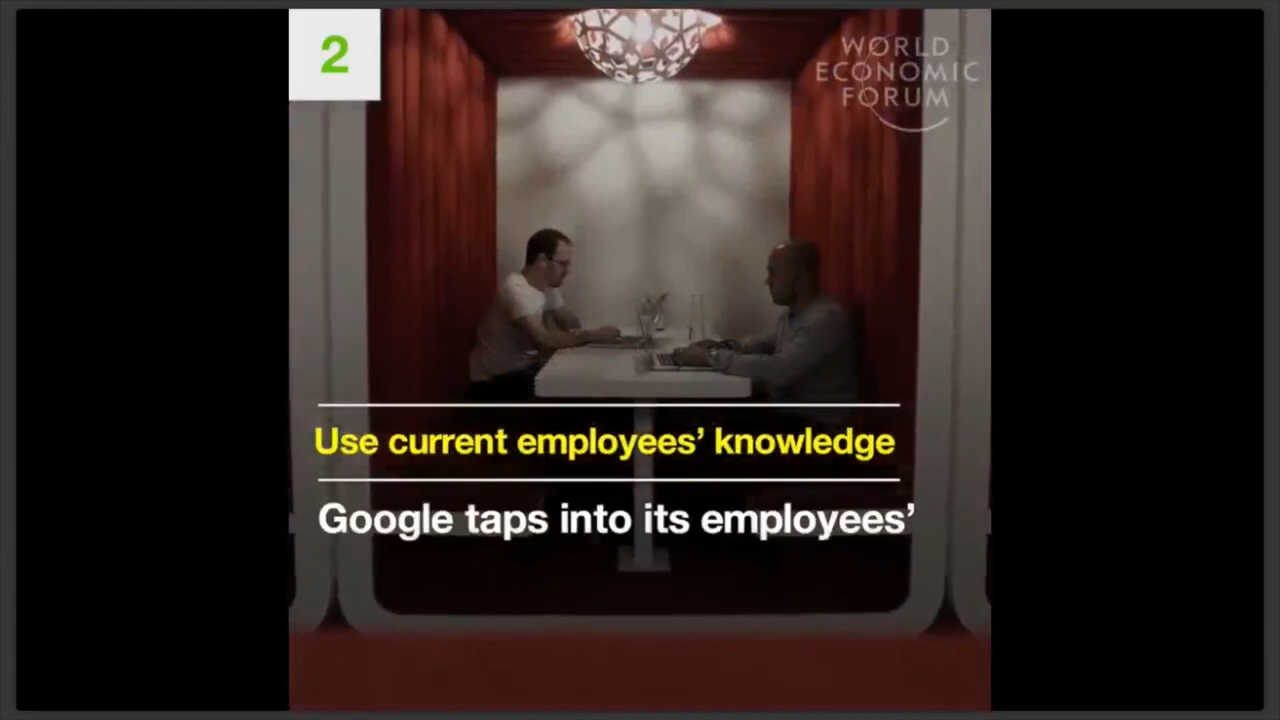 2
WORLD
ECONOMIC
FORUM
Use current employees’ knowledge
Google taps into its employees’